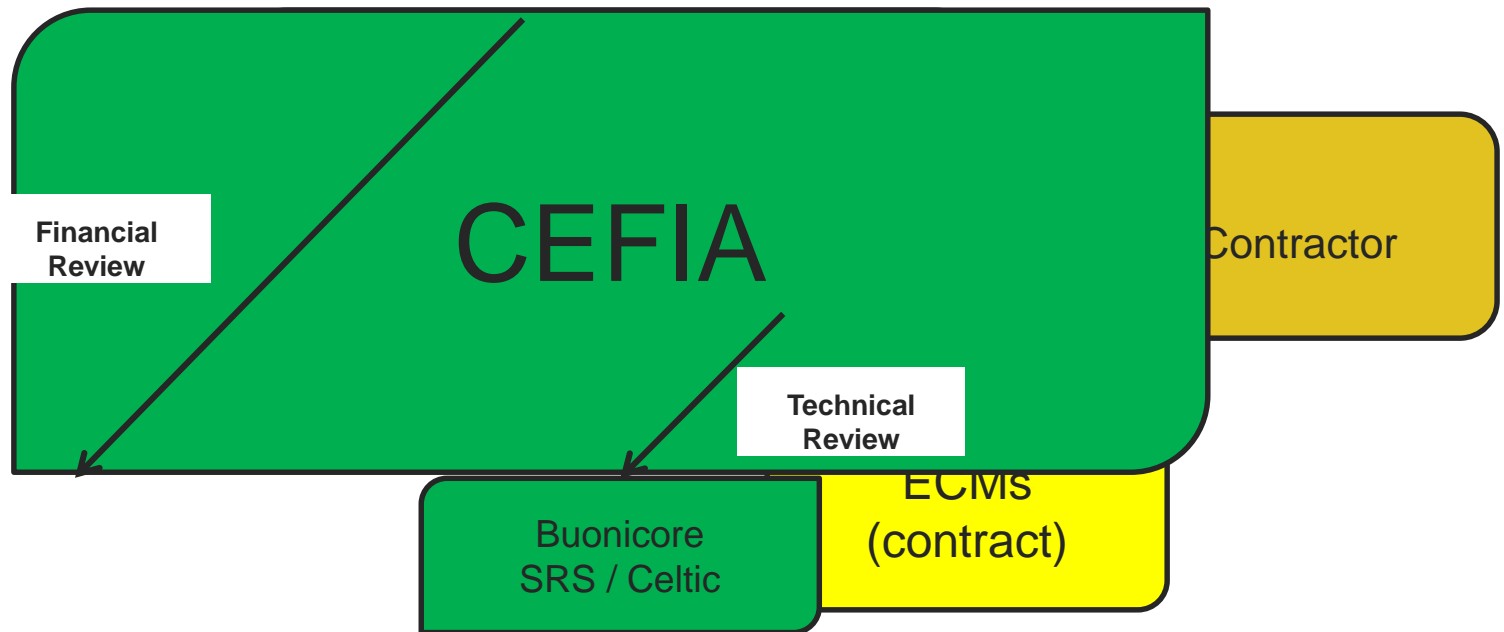 CEFIA
Financial
Review
Contractor
Technical
Review
ECMs
(contract)
Buonicore
SRS / Celtic